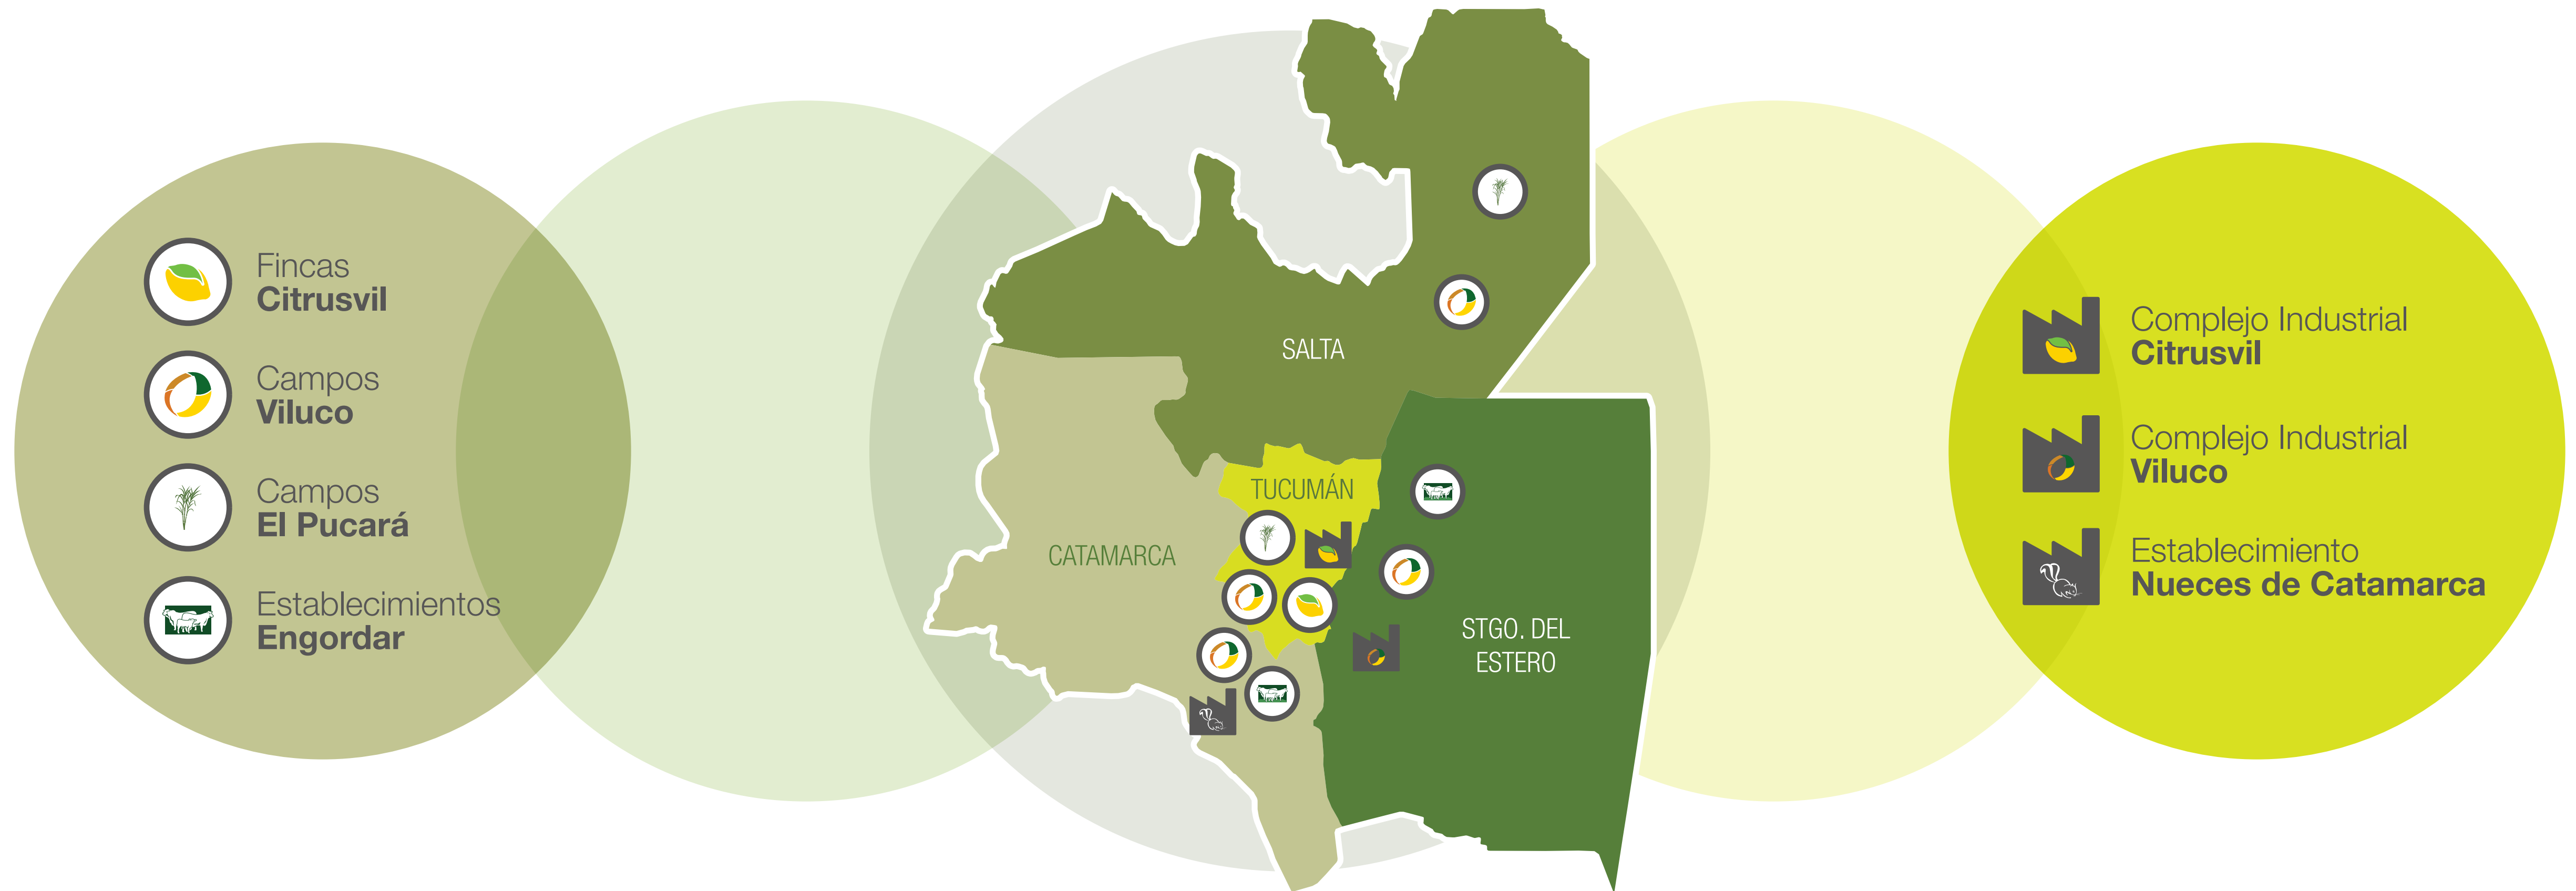 Fincas
Citrusvil
Campos
Viluco
Campos
El Pucará
Establecimientos
Engordar
SALTA
TUCUMÁN
CATAMARCA
STGO. DEL
ESTERO
Complejo Industrial
Citrusvil
Complejo Industrial
Viluco
Establecimiento
Nueces de Catamarca